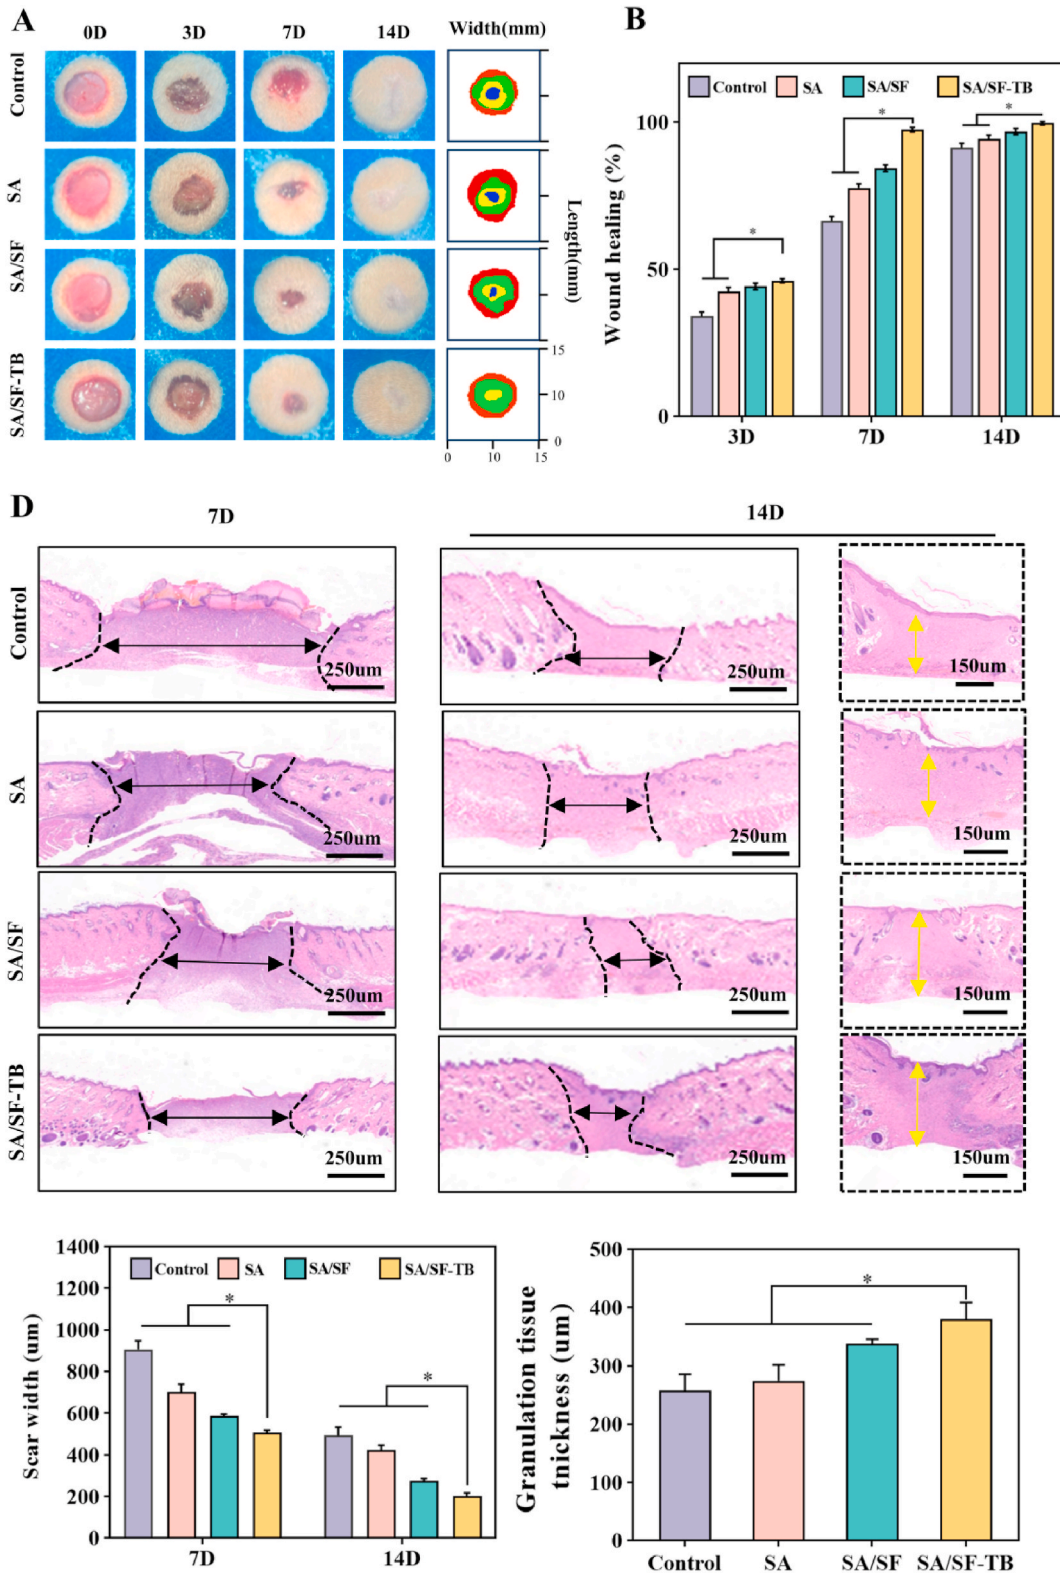 A
0D 3D 7D 14D Width(mm)
Control
SA
SA/SF
SA/SF-TB
Length(mm)
15
10
0
0 10 15
B
Control SA SA/SF SA/SF-TB
Wound healing (%)
100
50
0
* * *
3D 7D 14D
D
7D 14D
Control
250um 250um 150um
SA
250um 250um 150um
SA/SF
250um 250um 150um
SA/SF-TB
250um 250um 150um
Scar width (um)
1400
1200
1000
800
600
400
200
0
Control SA SA/SF SA/SF-TB
* *
7D 14D
Granulation tissue
tnickness (um)
500
400
300
200
100
0
*
Control SA SA/SF SA/SF-TB